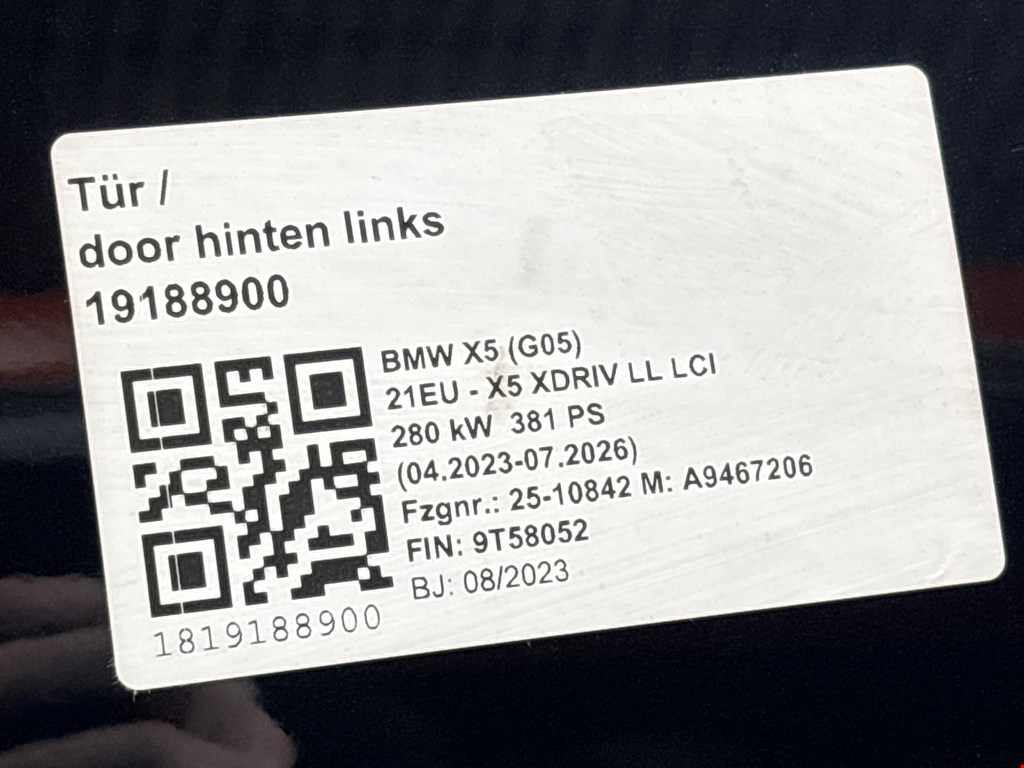 Tür /
door hinten links
19188900
BMW X5 (G05)
21EU - X5 XDRIV LL LCI
280 kW 381 PS
(04.2023-07.2026)
Fzgnr.: 25-10842 M: A9467206
FIN: 9T58052
BJ: 08/2023
1819188900